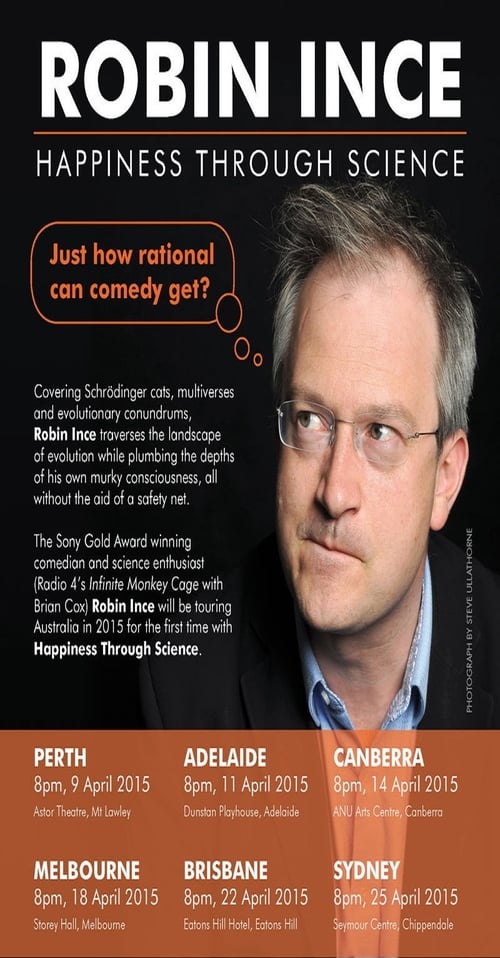 ROBIN INCE
HAPPINESS THROUGH SCIENCE
Just how rational
can comedy get?
Covering Schrödinger cats, multiverses
and evolutionary conundrums,
Robin Ince traverses the landscape
of evolution while plumbing the depths
of his own murky consciousness, all
without the aid of a safety net.
The Sony Gold Award winning
comedian and science enthusiast
(Radio 4's Infinite Monkey Cage with
Brian Cox) Robin Ince will be touring
Australia in 2015 for the first time with
Happiness Through Science.
PHOTOGRAPH BY STEVE ULLATHORNE
PERTH
8pm, 9 April 2015
Astor Theatre, Mt Lawley
ADELAIDE
8pm, 11 April 2015
Dunstan Playhouse, Adelaide
CANBERRA
8pm, 14 April 2015
ANU Arts Centre, Canberra
MELBOURNE
8pm, 18 April 2015
Storey Hall, Melbourne
BRISBANE
8pm, 22 April 2015
Eatons Hill Hotel, Eatons Hill
SYDNEY
8pm, 25 April 2015
Seymour Centre, Chippendale